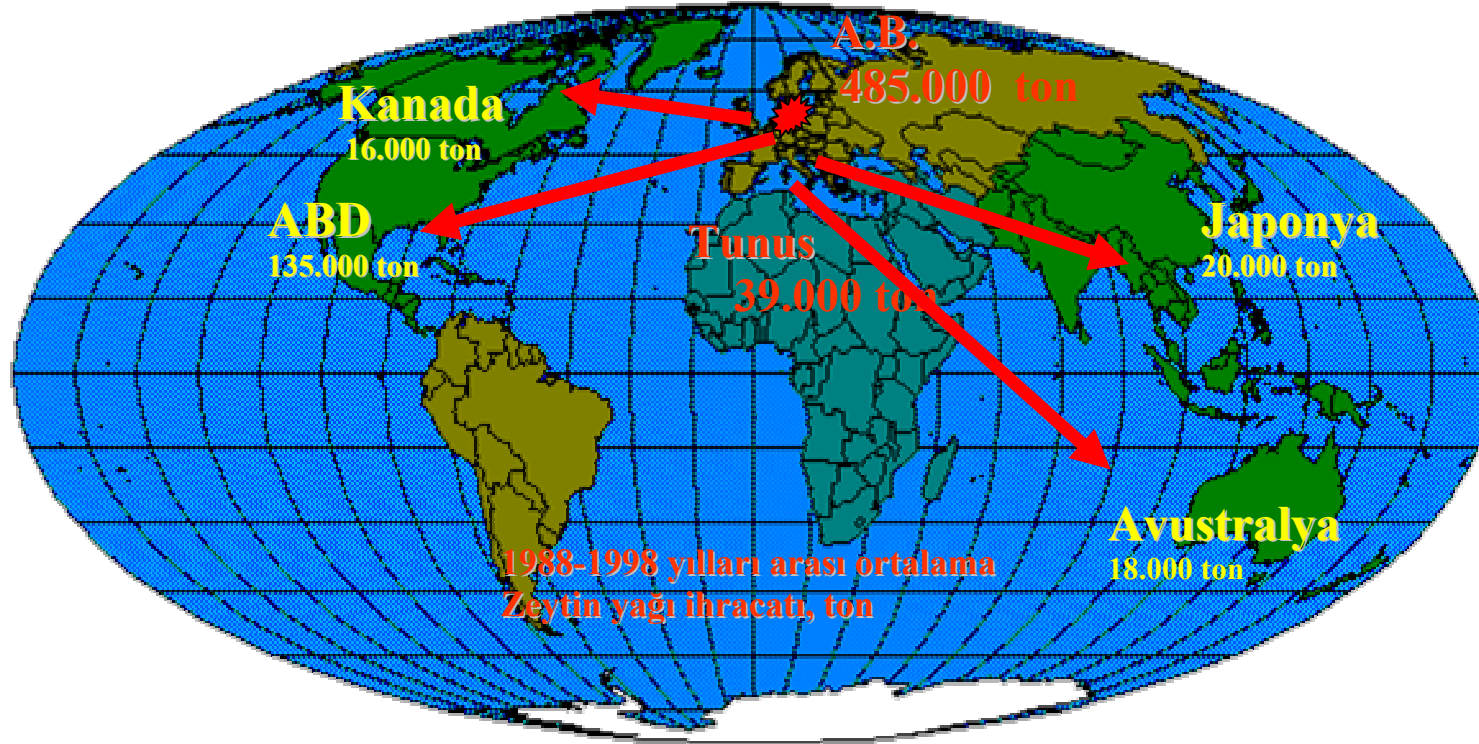 A.B.
485.000 ton
Kanada
16.000 ton
ABD
135.000 ton
Tunus
39.000 ton
Japonya
20.000 ton
Avustralya
18.000 ton
1988-1998 yılları arası ortalama
Zeytin yağı ihracatı, ton